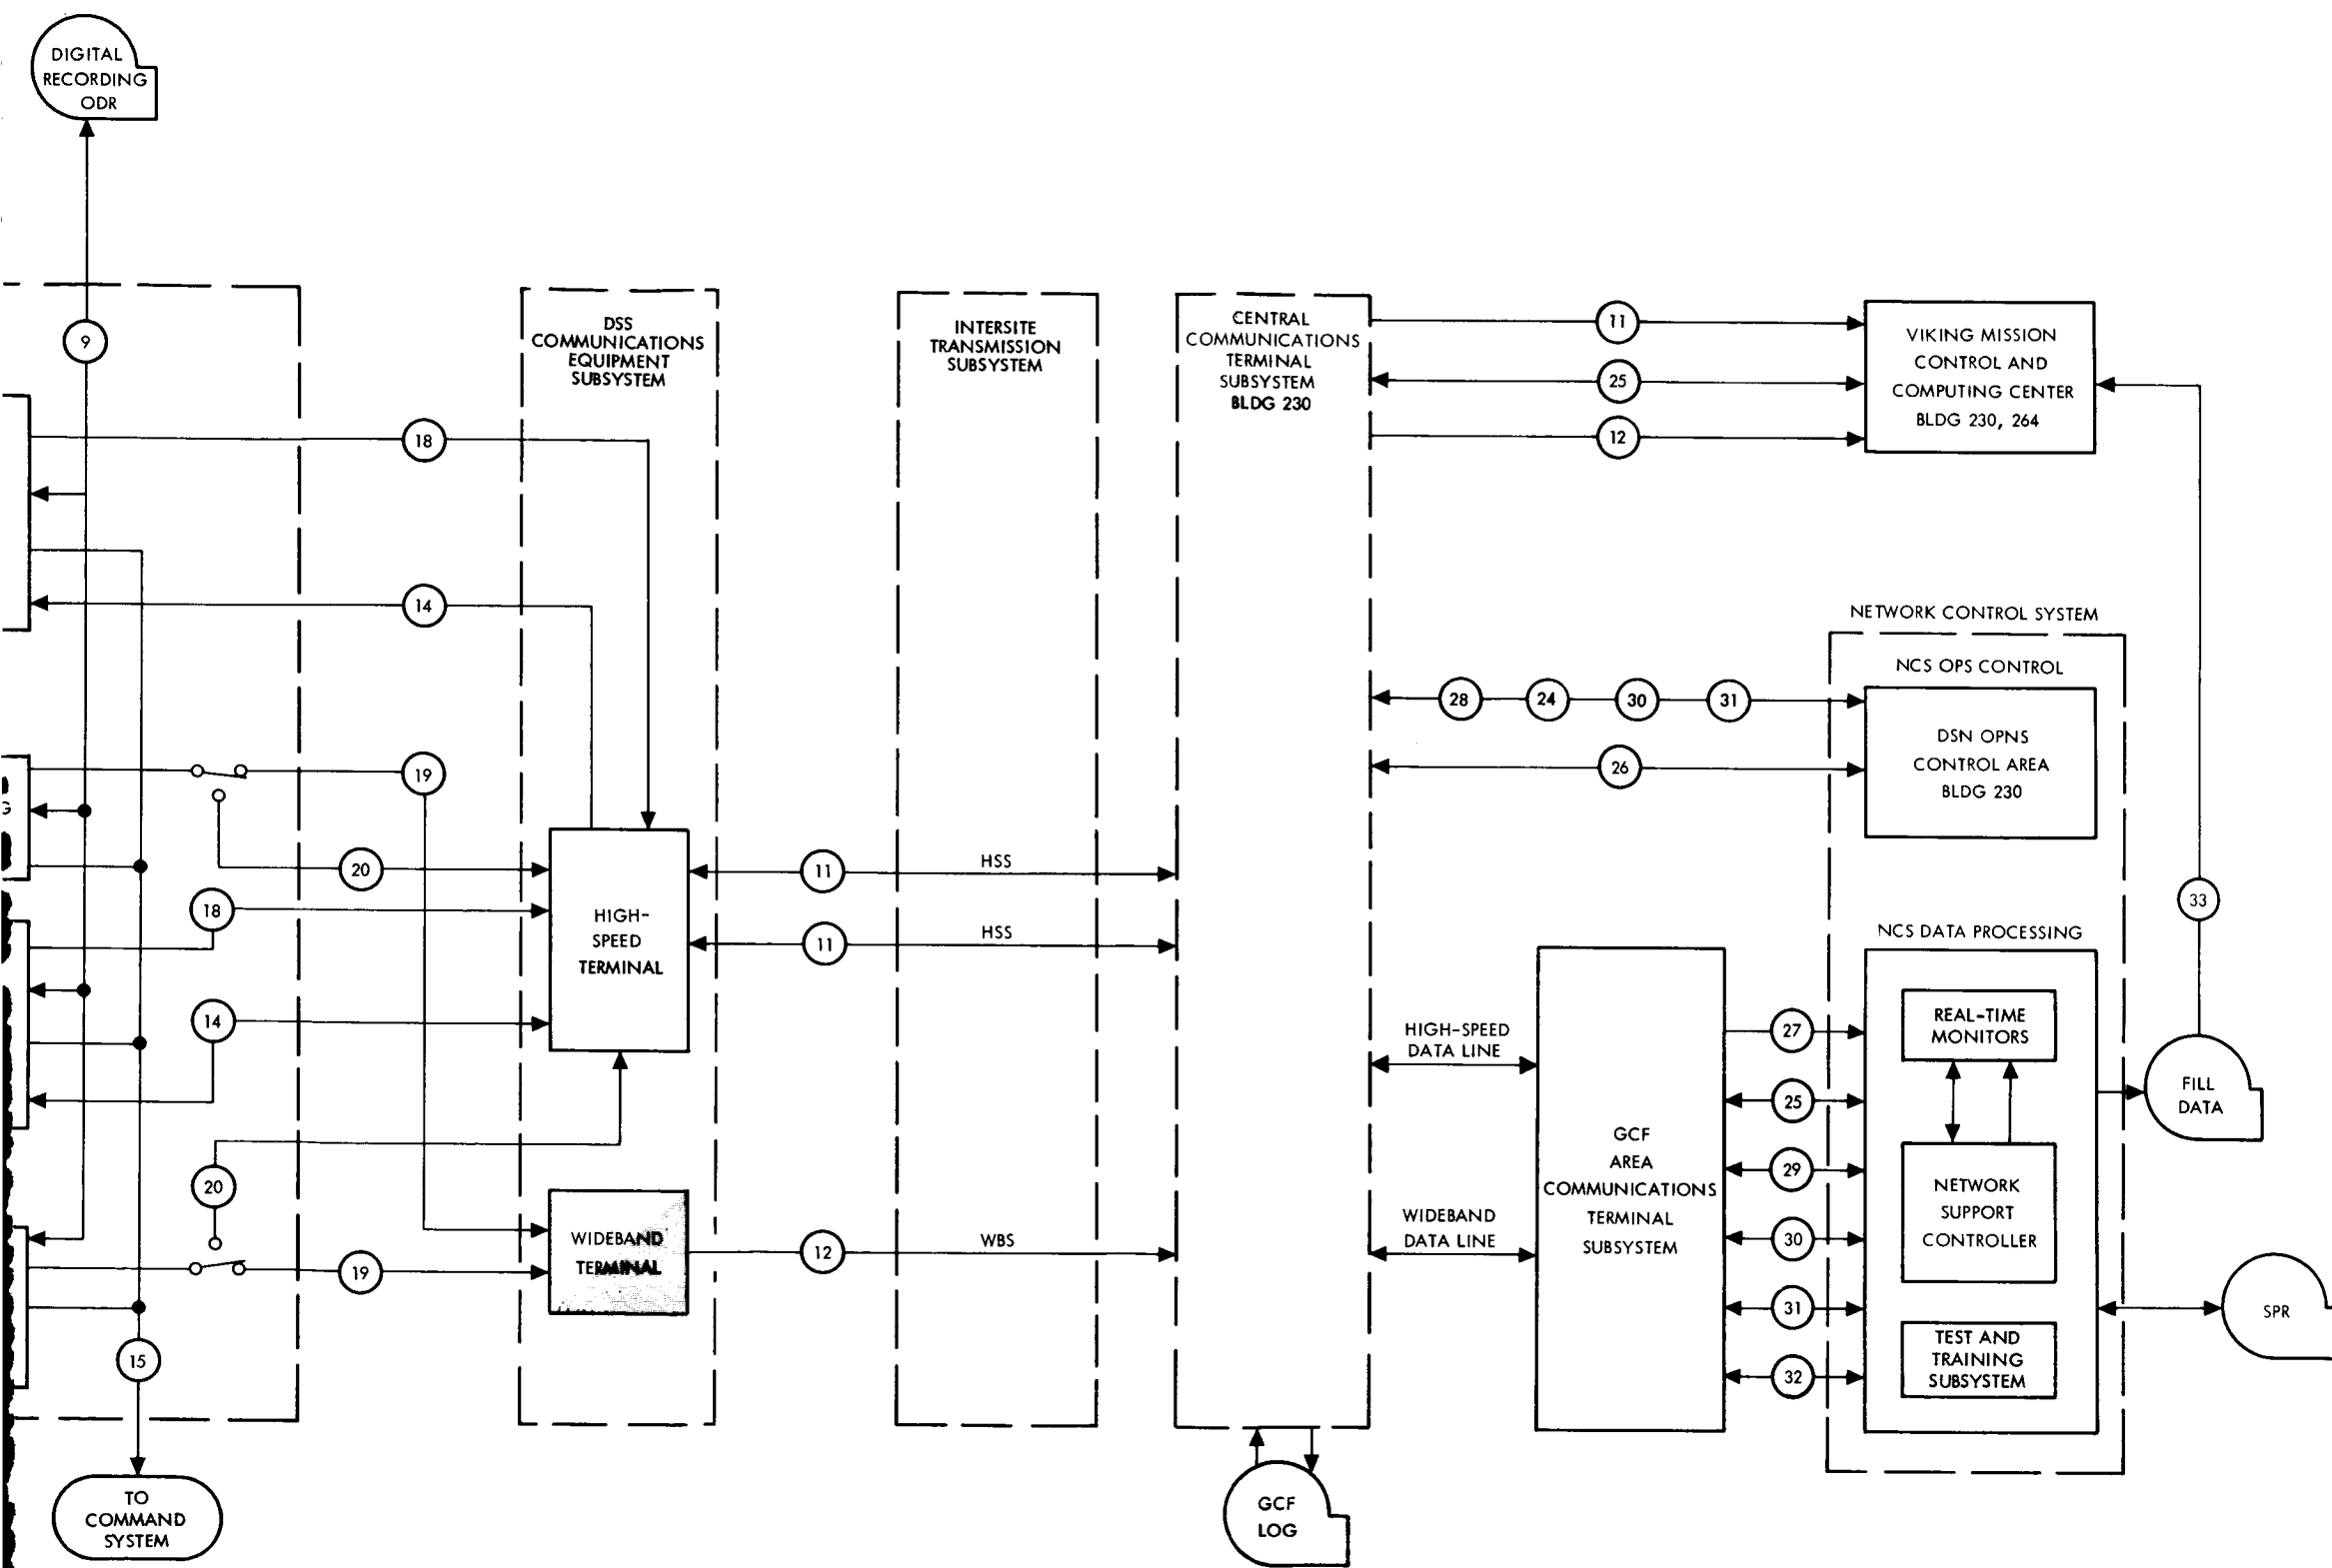 DIGITAL
RECORDING
ODR
9
18
14
19
20
18
14
20
19
15
TO
COMMAND
SYSTEM
DSS
COMMUNICATIONS
EQUIPMENT
SUBSYSTEM
HIGH-
SPEED
TERMINAL
WIDEBAND
TERMINAL
INTERSITE
TRANSMISSION
SUBSYSTEM
11
HSS
11
HSS
12
WBS
CENTRAL
COMMUNICATIONS
TERMINAL
SUBSYSTEM
BLDG 230
GCF
LOG
11
25
12
VIKING MISSION
CONTROL AND
COMPUTING CENTER
BLDG 230, 264
NETWORK CONTROL SYSTEM
NCS OPS CONTROL
28 24 30 31
26
DSN OPNS
CONTROL AREA
BLDG 230
33
HIGH-SPEED
DATA LINE
WIDEBAND
DATA LINE
GCF
AREA
COMMUNICATIONS
TERMINAL
SUBSYSTEM
27
25
29
30
31
32
NCS DATA PROCESSING
REAL-TIME
MONITORS
NETWORK
SUPPORT
CONTROLLER
TEST AND
TRAINING
SUBSYSTEM
FILL
DATA
SPR